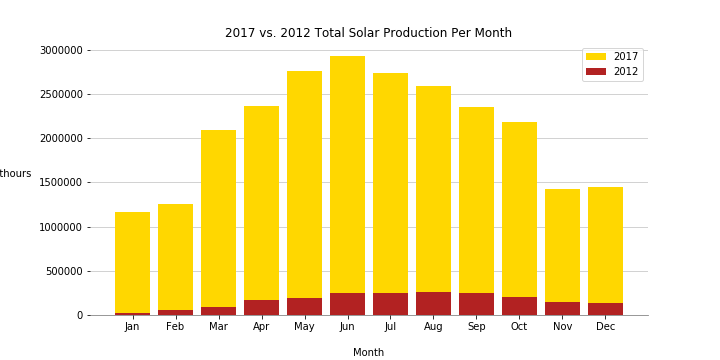 2017 vs. 2012 Total Solar Production Per Month
2017
2012
3000000
2500000
2000000
1500000
1000000
500000
0
thours
Jan Feb Mar Apr May Jun Jul Aug Sep Oct Nov Dec
Month